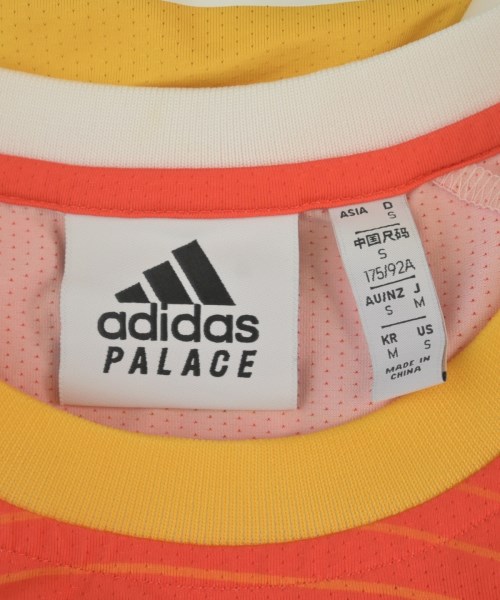 adidas
PALACE
ASIA D
S
中国尺码
S
175/92A
AU/NZ J
S M
KR US
M S
MADE IN
CHINA